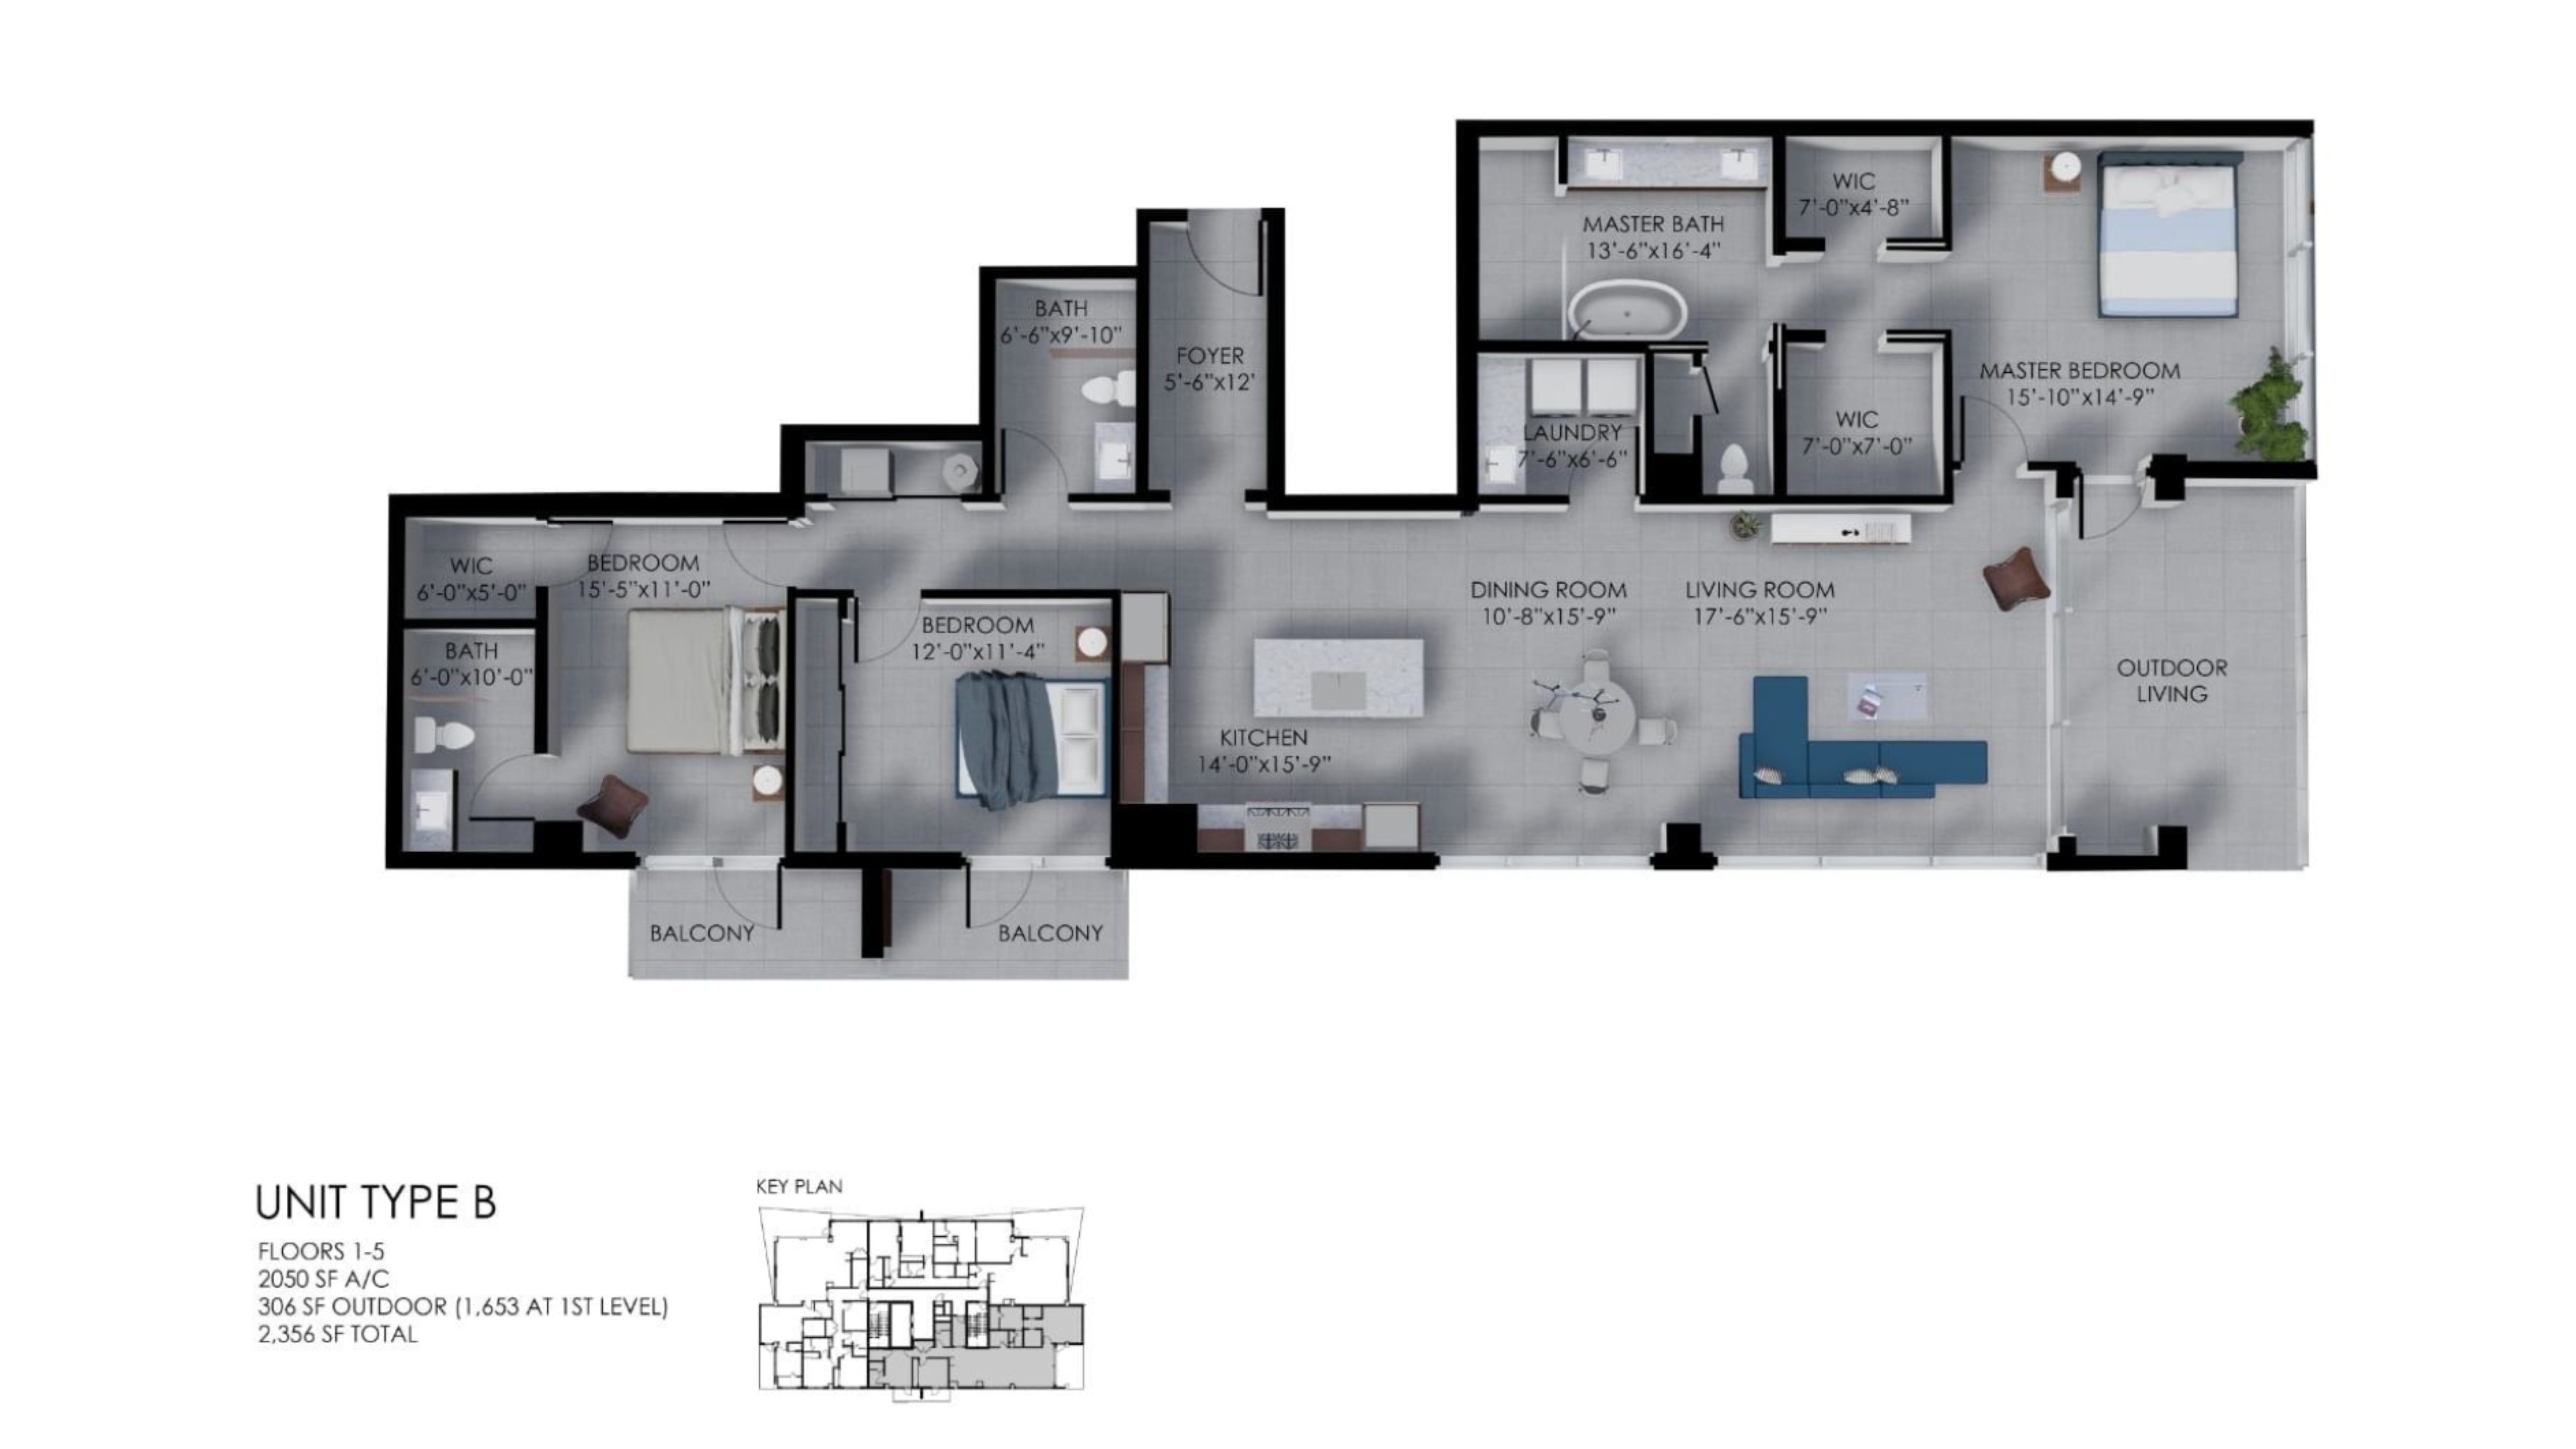 MASTER BATH
13'-6"x16'-4"
WIC
7'-0"x4'-8"
MASTER BEDROOM
15'-10"x14'-9"
WIC
7'-0"x7'-0"
LAUNDRY
7'-6"x6'-6"
BATH
6'-6"x9'-10"
FOYER
5'-6"x12'
WIC
6'-0"x5'-0"
BEDROOM
15'-5"x11'-0"
BATH
6'-0"x10'-0"
BEDROOM
12'-0"x11'-4"
KITCHEN
14'-0"x15'-9"
DINING ROOM
10'-8"x15'-9"
LIVING ROOM
17'-6"x15'-9"
OUTDOOR
LIVING
BALCONY
BALCONY
UNIT TYPE B
FLOORS 1-5
2050 SF A/C
306 SF OUTDOOR (1,653 AT 1ST LEVEL)
2,356 SF TOTAL
KEY PLAN